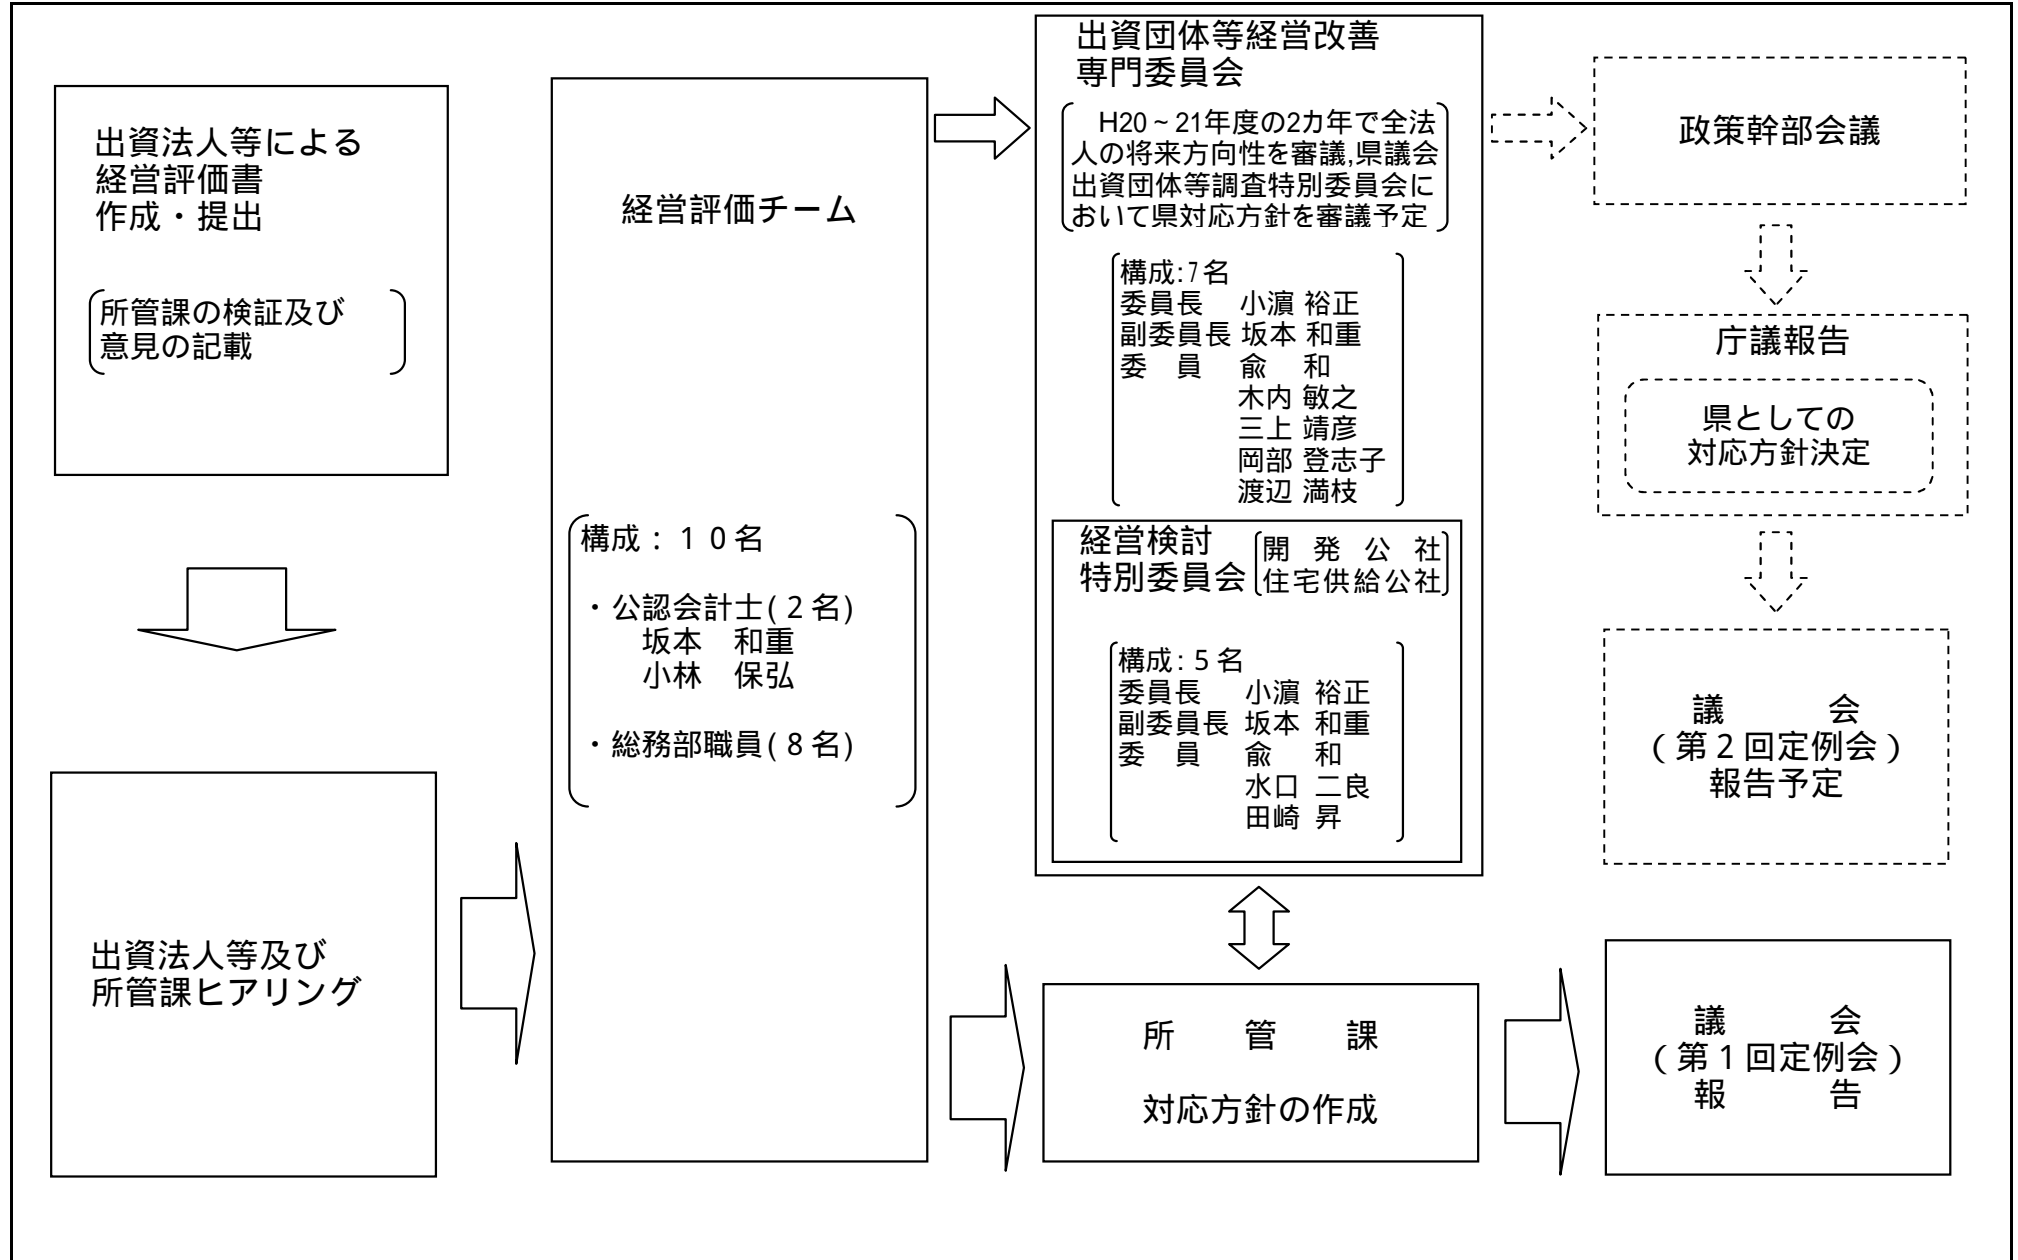 出資法人等による
経営評価書
作成・提出
所管課の検証及び
意見の記載
出資法人等及び
所管課ヒアリング
経営評価チーム
構成：１０名
・公認会計士(２名)
坂本　和重
小林　保弘
・総務部職員(８名)
出資団体等経営改善
専門委員会
H20～21年度の2カ年で全法
人の将来方向性を審議,県議会
出資団体等調査特別委員会に
おいて県対応方針を審議予定
構成:7名
委員長　小濵 裕正
副委員長 坂本 和重
委　員　兪　和
木内 敏之
三上 靖彦
岡部 登志子
渡辺 満枝
経営検討
特別委員会
開　発　公　社
住宅供給公社
構成:５名
委員長　小濵 裕正
副委員長 坂本 和重
委　員　兪　和
水口 二良
田崎 昇
所　管　課
対応方針の作成
政策幹部会議
庁議報告
県としての
対応方針決定
議　会
（第２回定例会）
報告予定
議　会
（第１回定例会）
報　告